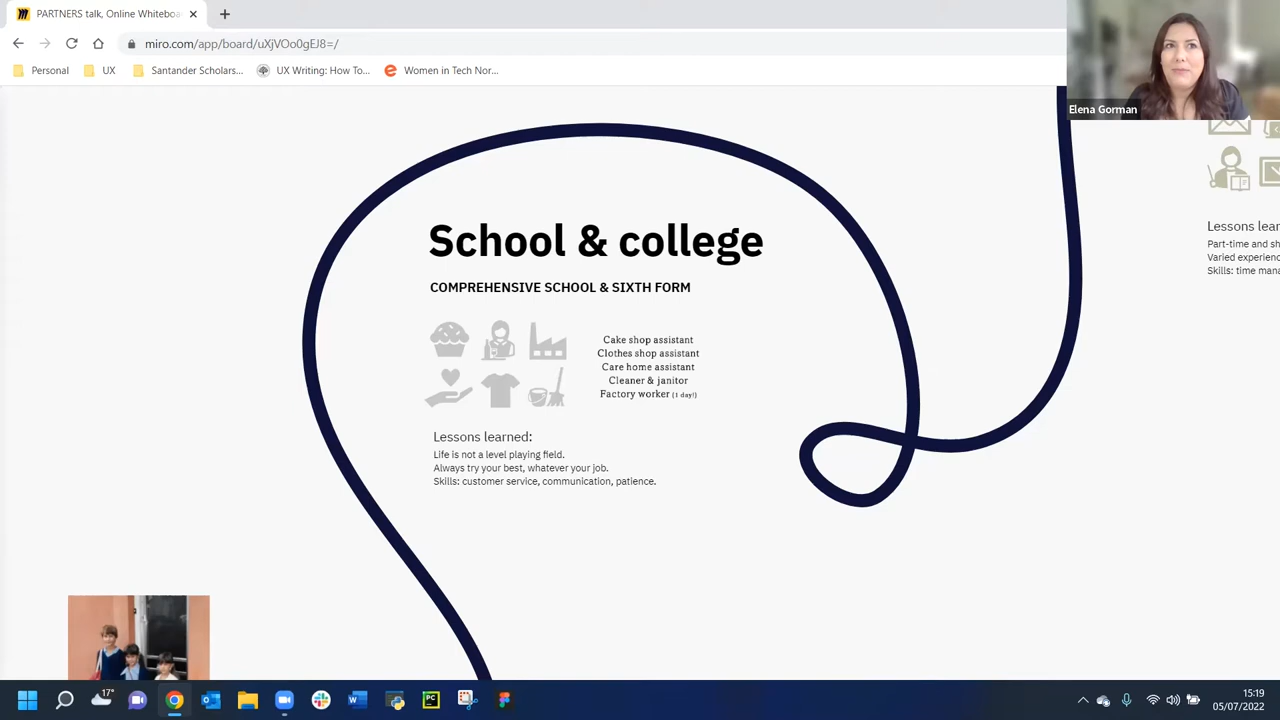 PARTNERS talk, Online Whiteboa
miro.com/app/board/uXjVOo0gEJ8=/
Personal
UX
Santander Scholars...
UX Writing: How To...
Women in Tech Nor...
Elena Gorman
School & college
COMPREHENSIVE SCHOOL & SIXTH FORM
Cake shop assistant
Clothes shop assistant
Care home assistant
Cleaner & janitor
Factory worker (1 day!)
Lessons learned:
Life is not a level playing field.
Always try your best, whatever your job.
Skills: customer service, communication, patience.
Lessons lear
Part-time and sh
Varied experienc
Skills: time mana
17°
PC
15:19
05/07/2022